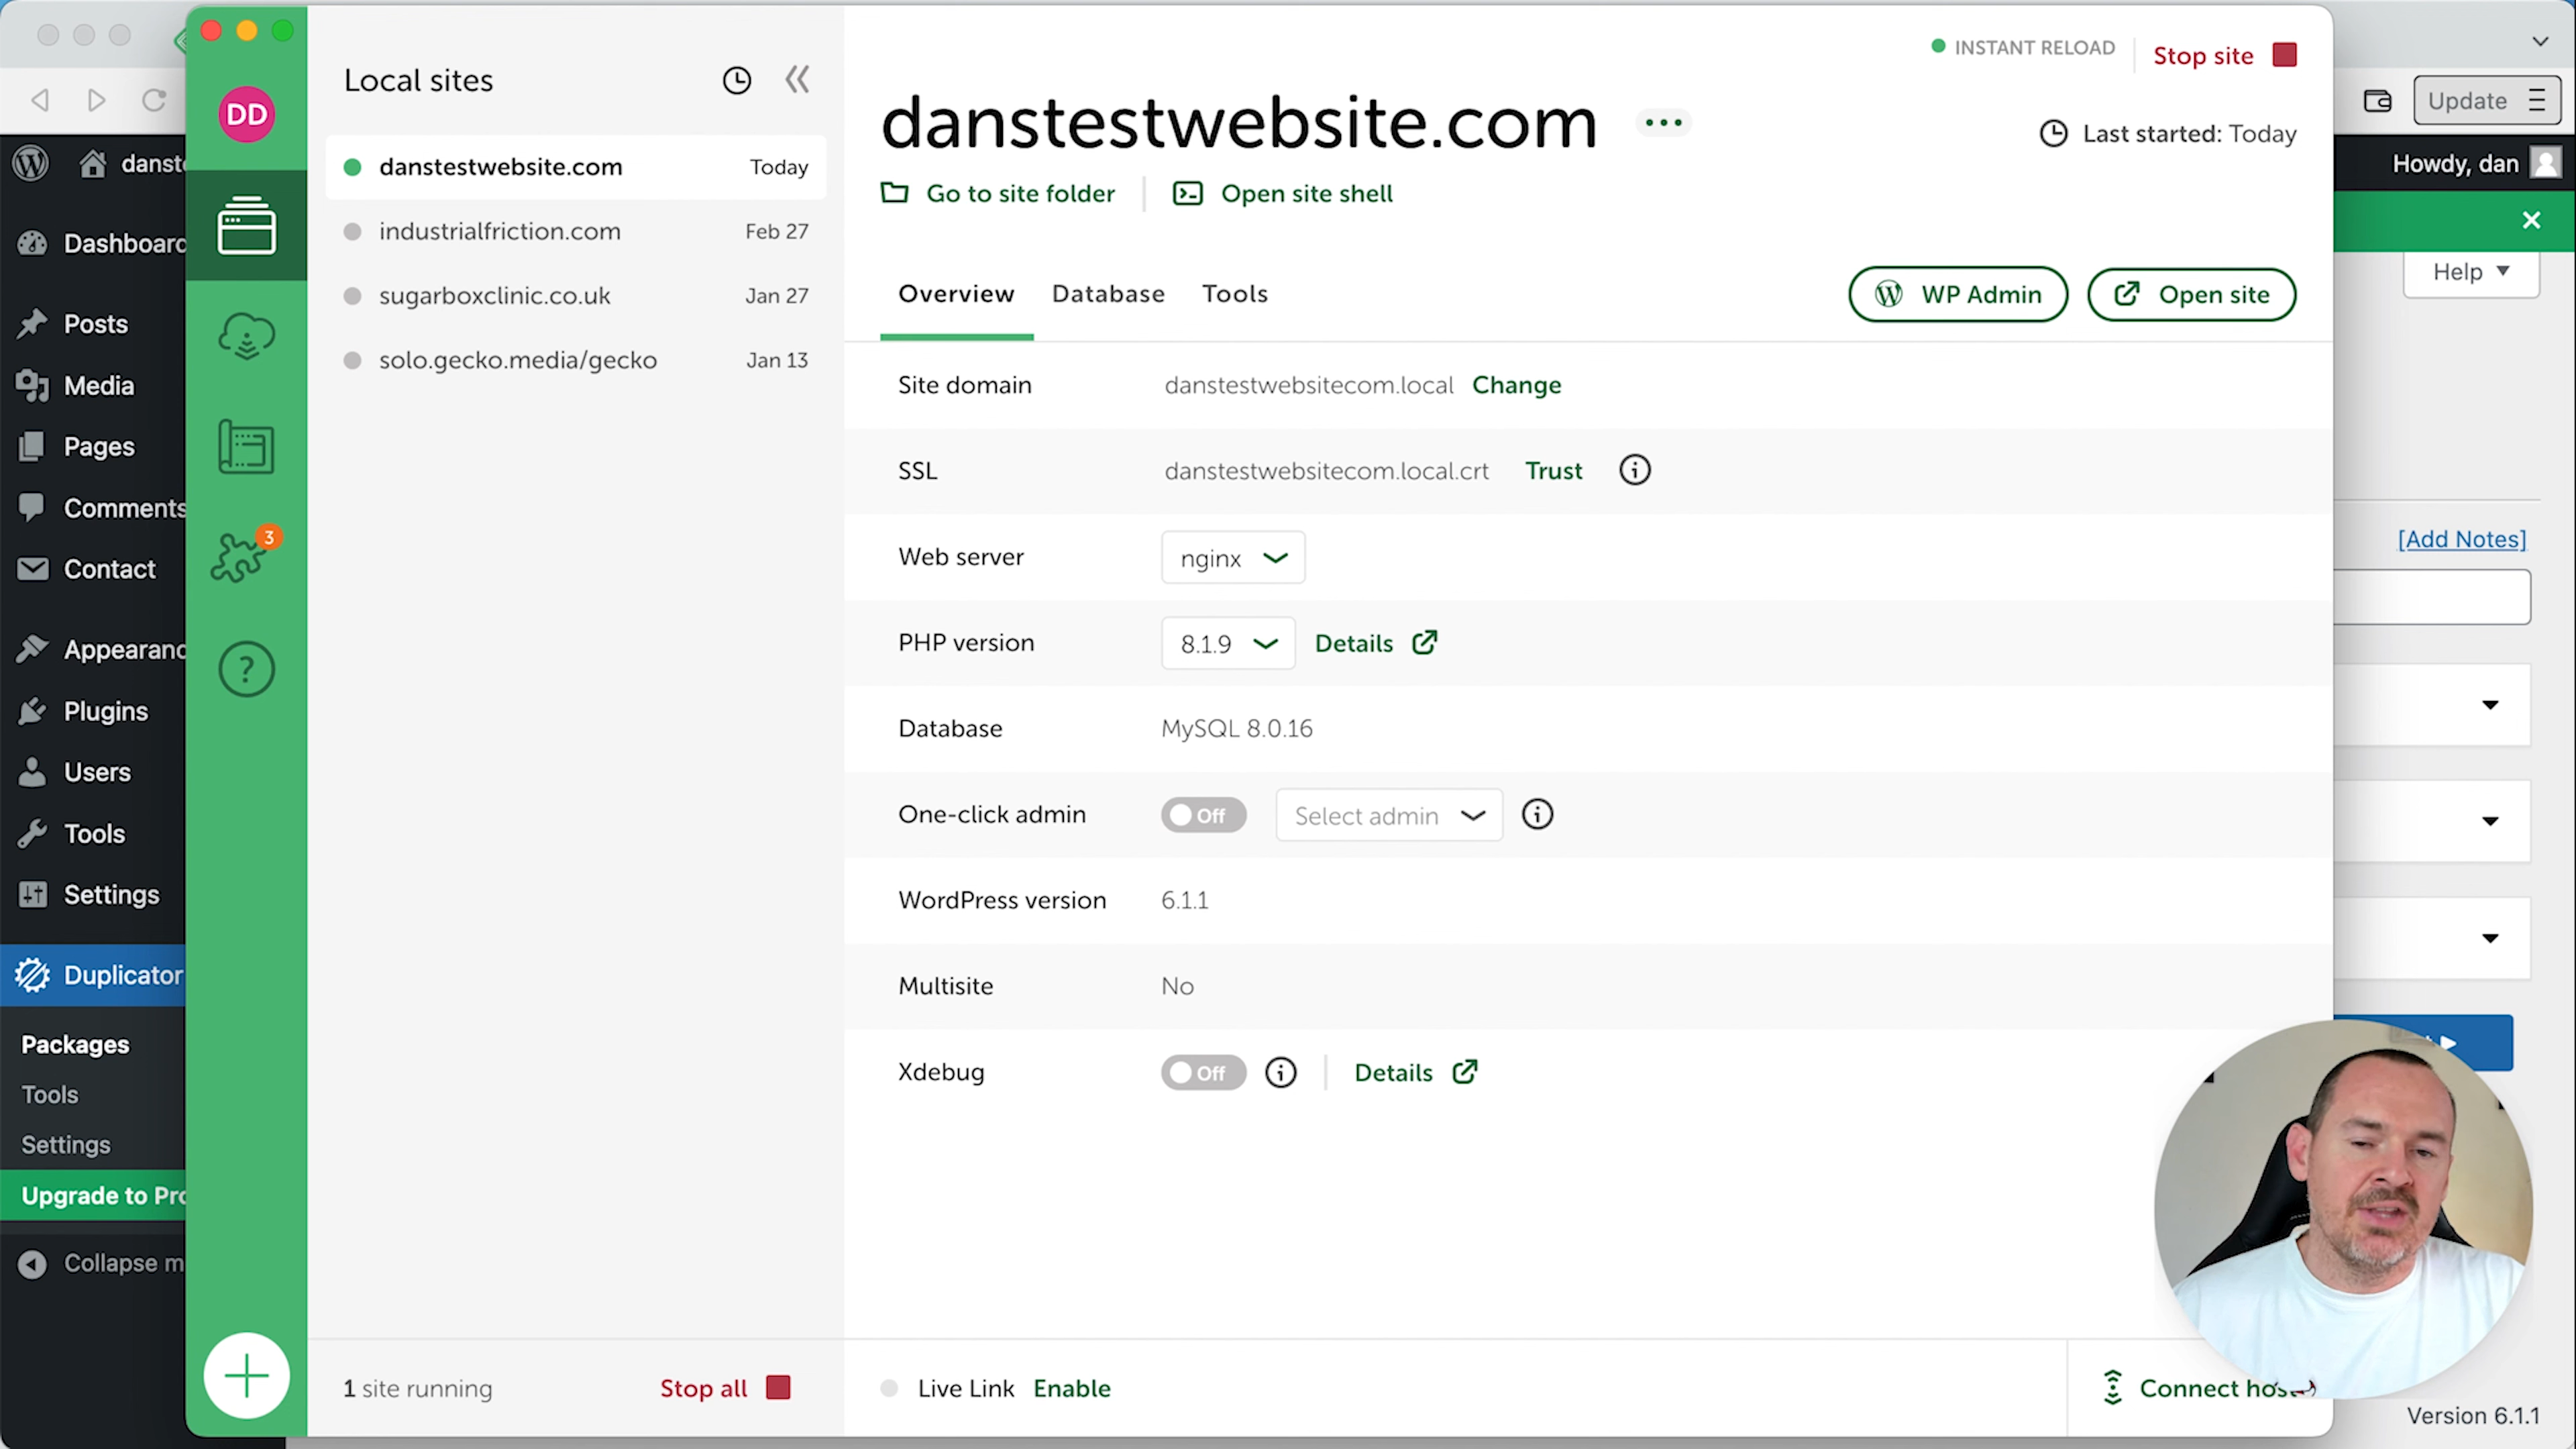 DD
Local sites
danstestwebsite.com Today
industrialfriction.com Feb 27
sugarboxclinic.co.uk Jan 27
solo.gecko.media/gecko Jan 13
3
?
1 site running Stop all
INSTANT RELOAD Stop site
danstestwebsite.com
Last started: Today
Go to site folder Open site shell
Overview Database Tools WP Admin Open site
Site domain danstestwebsitecom.local Change
SSL danstestwebsitecom.local.crt Trust
Web server nginx
PHP version 8.1.9 Details
Database MySQL 8.0.16
One-click admin Off Select admin
WordPress version 6.1.1
Multisite No
Xdebug Off Details
Live Link Enable
Connect host
Update
Howdy, dan
Help
[Add Notes]
Version 6.1.1
Posts
Media
Pages
Comments
Contact
Plugins
Users
Tools
Settings
Duplicator
Packages
Tools
Settings
Upgrade to Pro
Collapse m